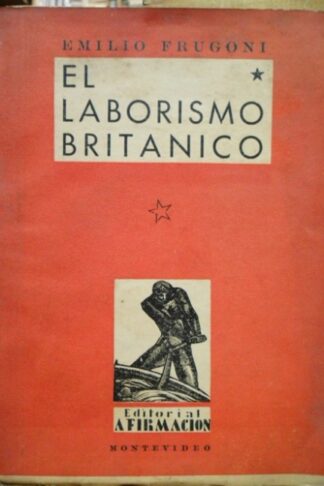 EMILIO FRUGONI
EL
LABORISMO
BRITANICO
Editorial
AFIRMACION
MONTEVIDEO